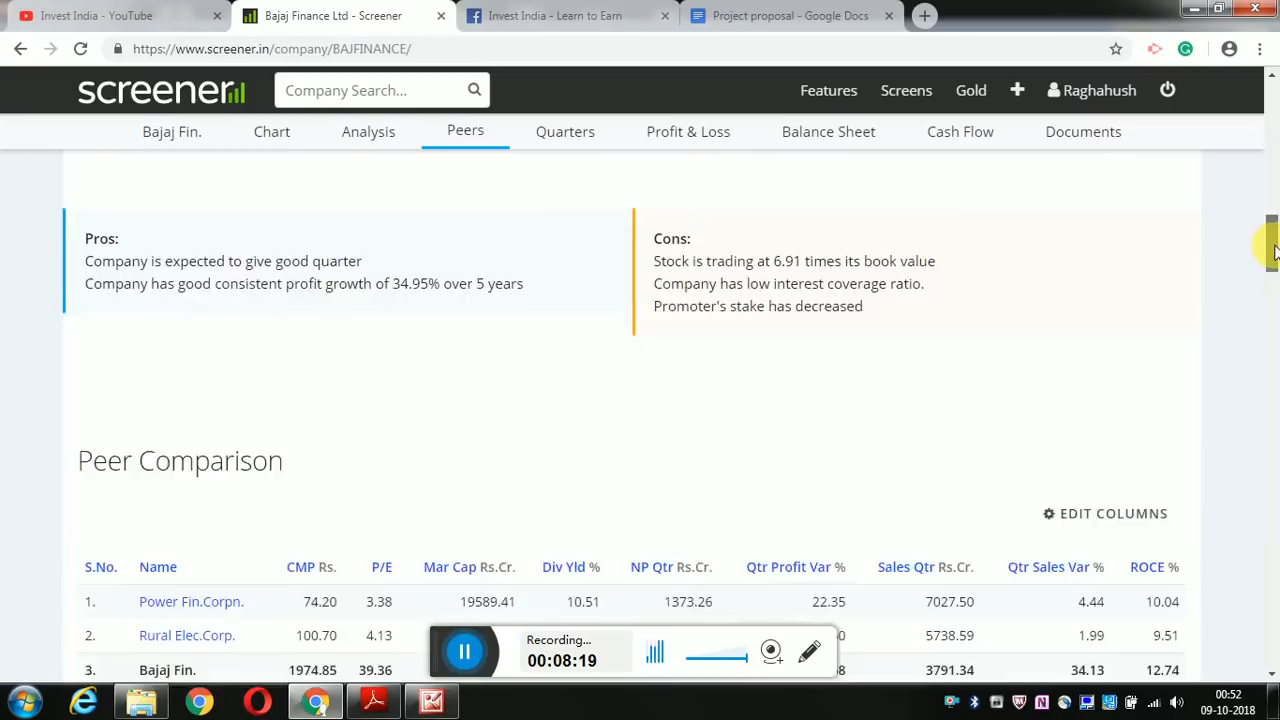 Invest India - YouTube
Bajaj Finance Ltd - Screener
Invest India - Learn to Earn
Project proposal - Google Docs
https://www.screener.in/company/BAJFINANCE/
screener
Company Search...
Features
Screens
Gold
Raghahush
Bajaj Fin.
Chart
Analysis
Peers
Quarters
Profit & Loss
Balance Sheet
Cash Flow
Documents
Pros:
Company is expected to give good quarter
Company has good consistent profit growth of 34.95% over 5 years
Cons:
Stock is trading at 6.91 times its book value
Company has low interest coverage ratio.
Promoter's stake has decreased
Peer Comparison
EDIT COLUMNS
S.No. Name CMP Rs. P/E Mar Cap Rs.Cr. Div Yld % NP Qtr Rs.Cr. Qtr Profit Var % Sales Qtr Rs.Cr. Qtr Sales Var % ROCE %
1. Power Fin.Corpn. 74.20 3.38 19589.41 10.51 1373.26 22.35 7027.50 4.44 10.04
2. Rural Elec.Corp. 100.70 4.13 5738.59 1.99 9.51
3. Bajaj Fin. 1974.85 39.36 3791.34 34.13 12.74
Recording...
00:08:19
00:52
09-10-2018